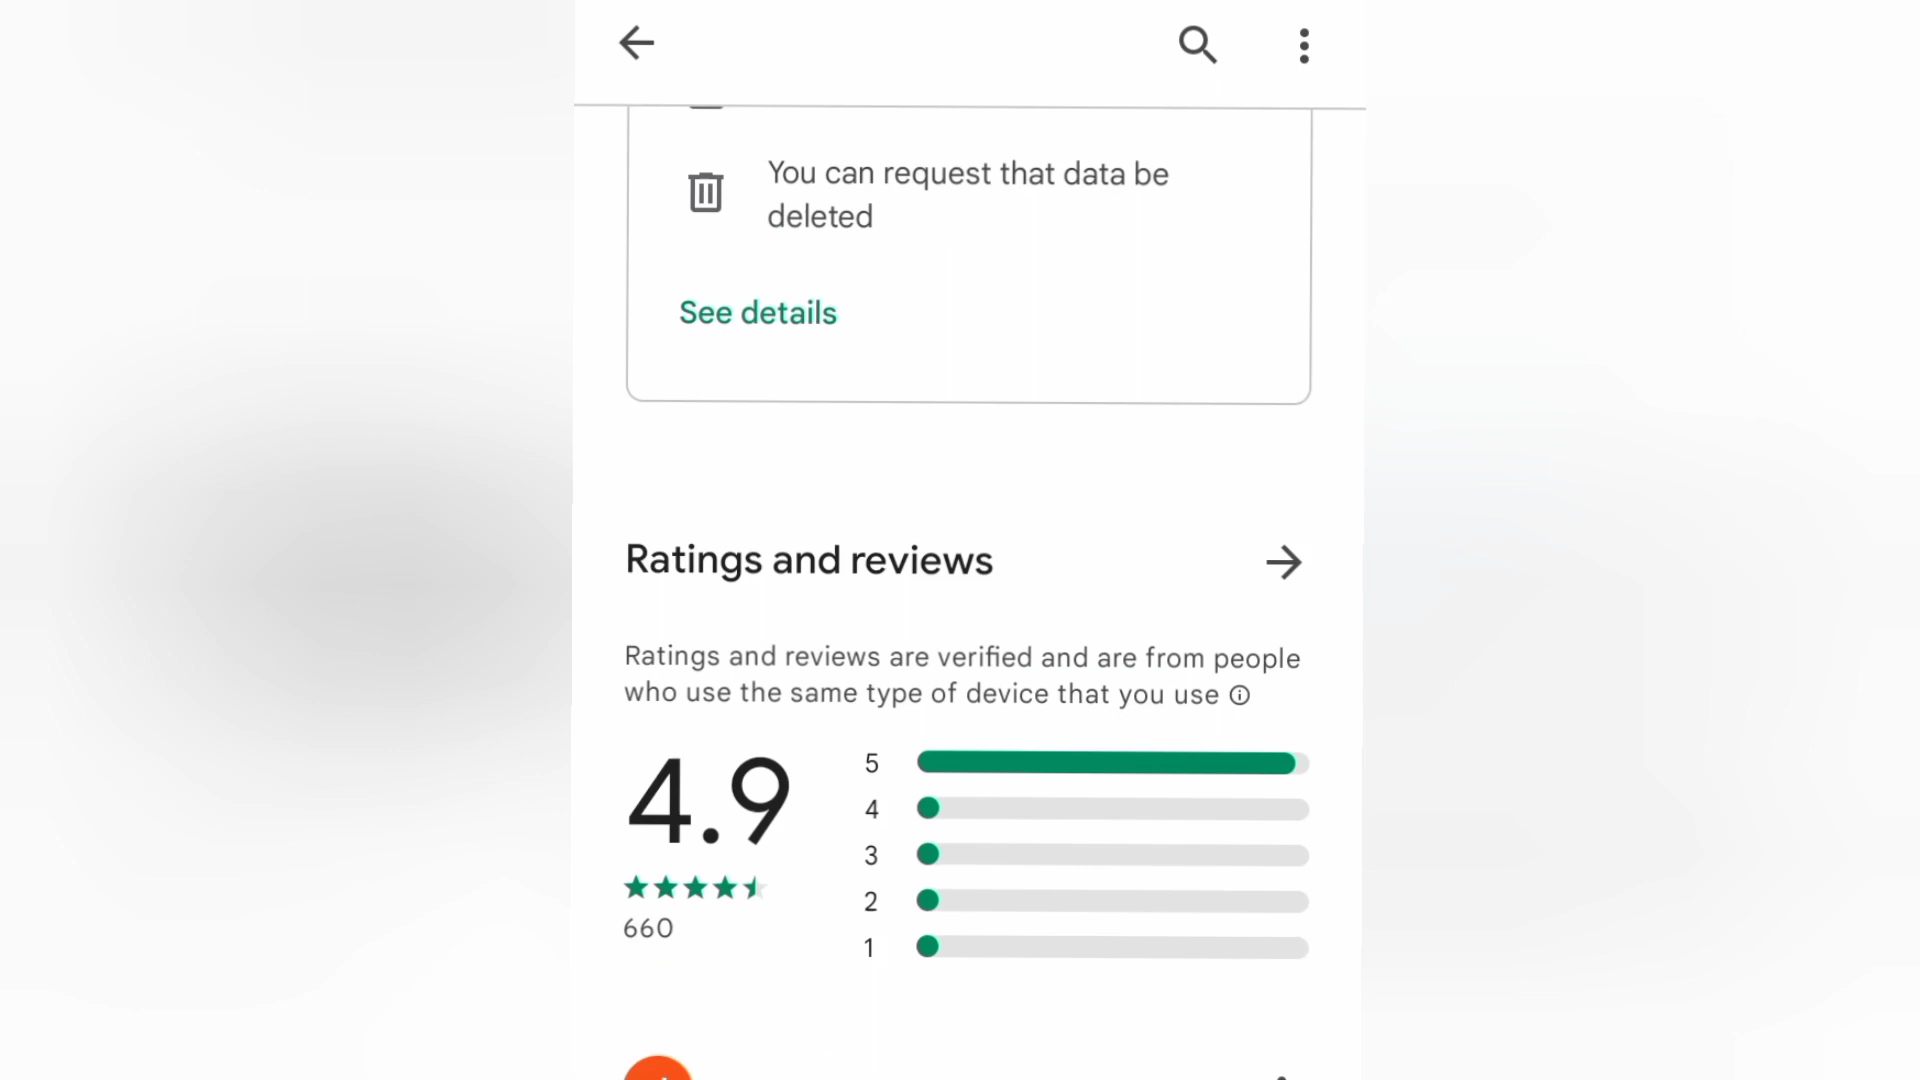 You can request that data be
deleted
See details
Ratings and reviews
Ratings and reviews are verified and are from people
who use the same type of device that you use
4.9
660
5
4
3
2
1